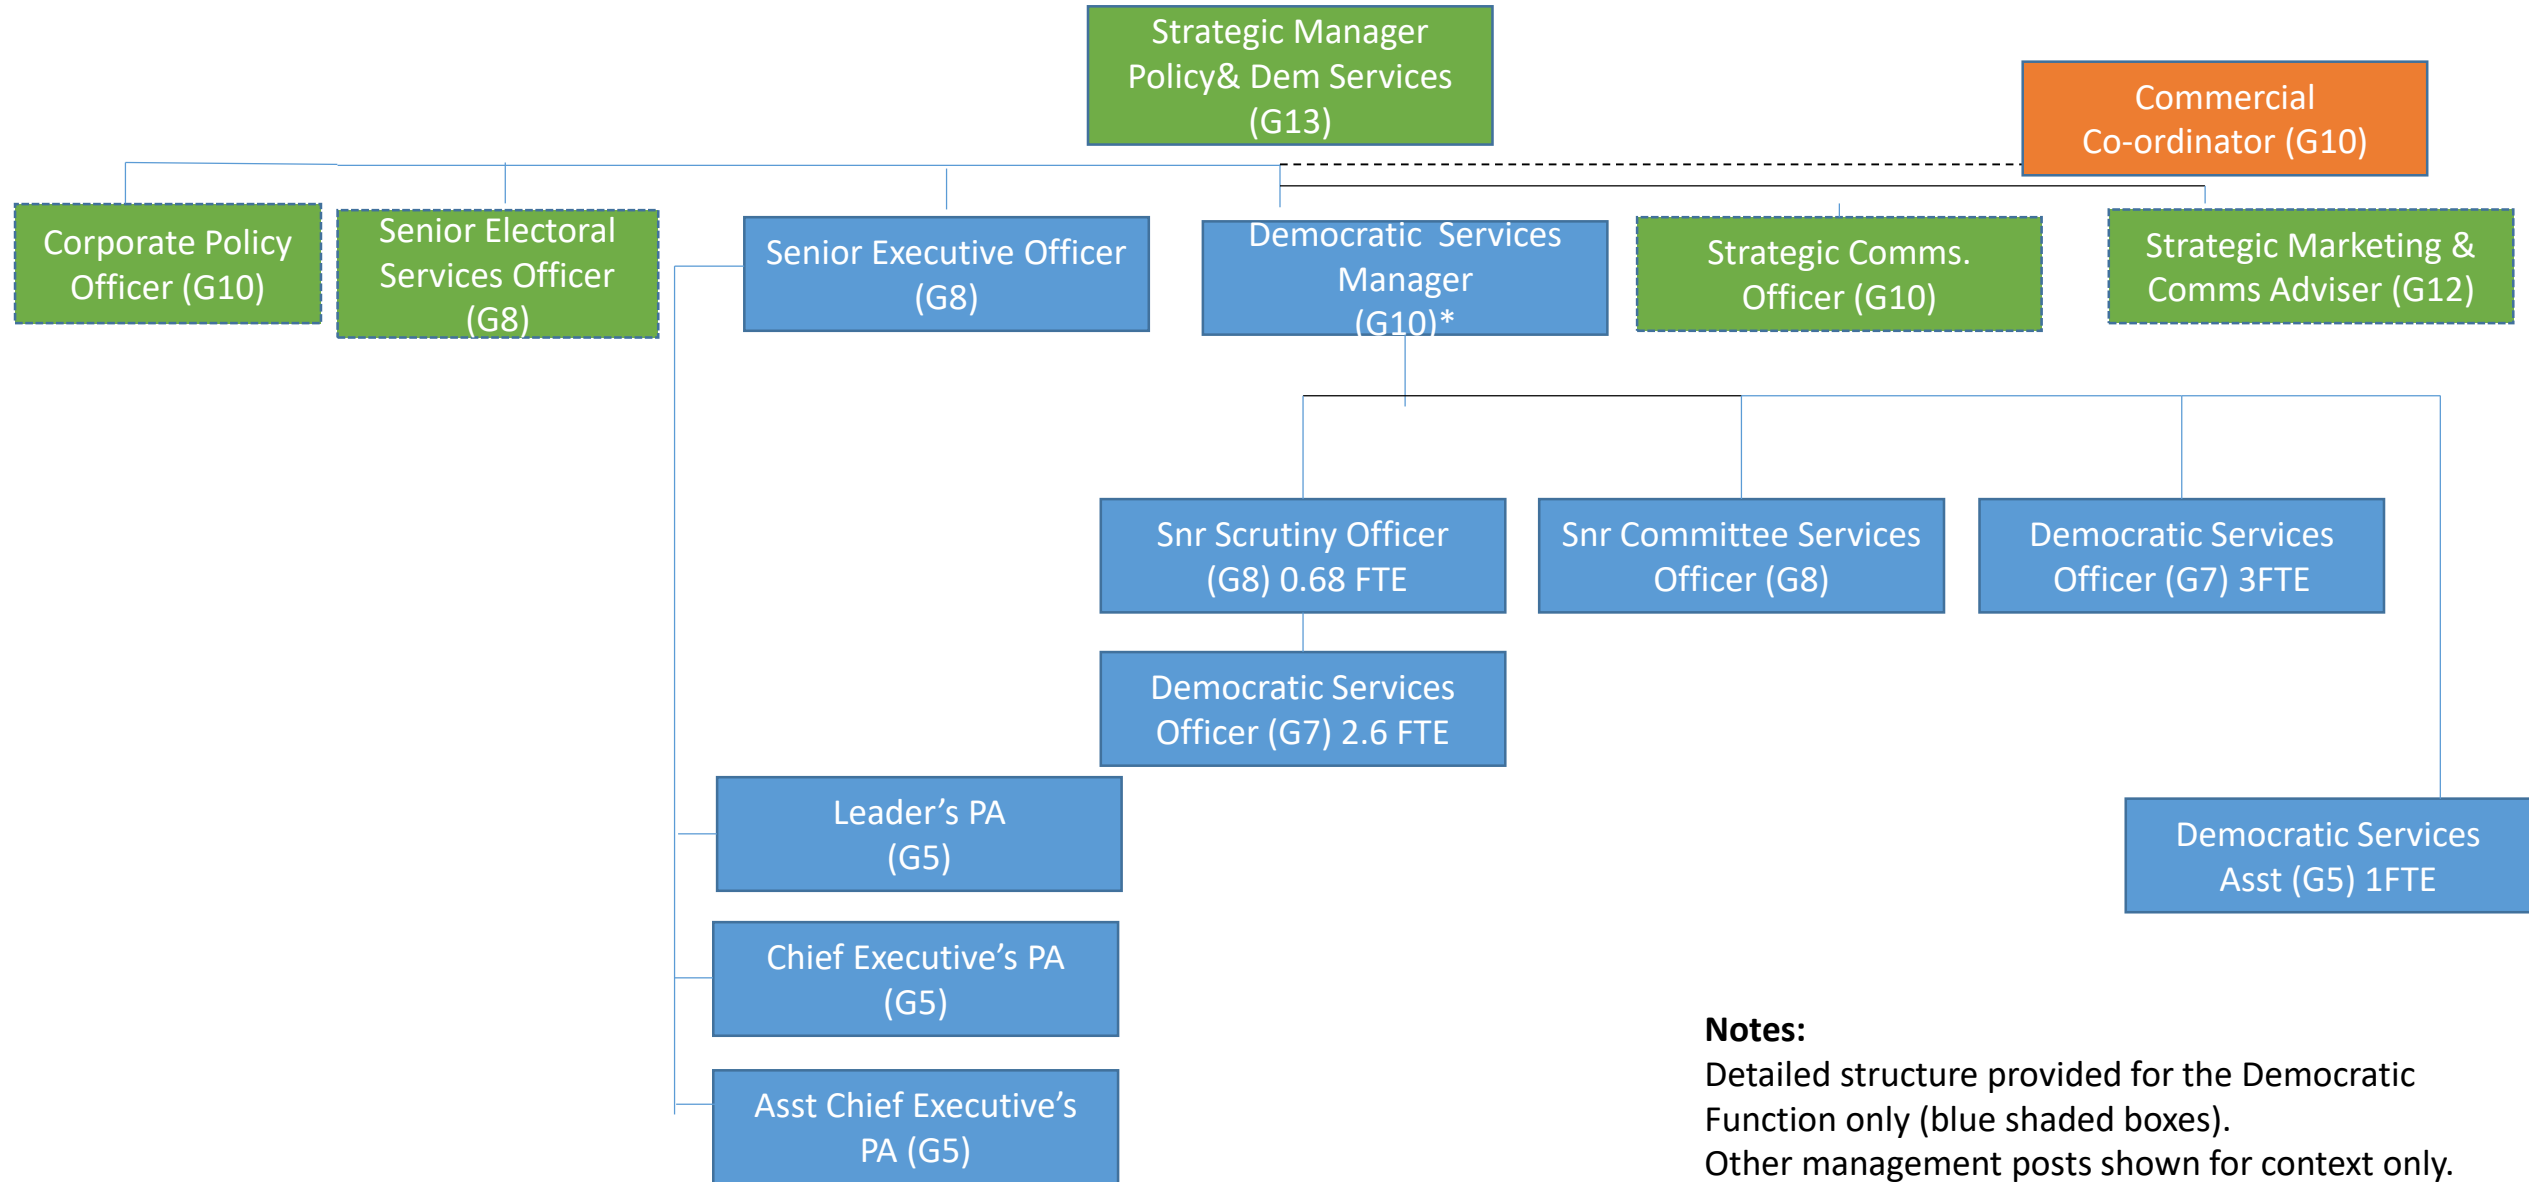 Strategic Manager
Policy& Dem Services
(G13)
Commercial
Co-ordinator (G10)
Corporate Policy
Officer (G10)
Senior Electoral
Services Officer
(G8)
Senior Executive Officer
(G8)
Democratic  Services
Manager
(G10)*
Strategic Comms.
Officer (G10)
Strategic Marketing &
Comms Adviser (G12)
Snr Scrutiny Officer
(G8) 0.68 FTE
Snr Committee Services
Officer (G8)
Democratic Services
Officer (G7) 3FTE
Democratic Services
Officer (G7) 2.6 FTE
Leader’s PA
(G5)
Democratic Services
Asst (G5) 1FTE
Chief Executive’s PA
(G5)
Asst Chief Executive’s
PA (G5)
Notes:
Detailed structure provided for the Democratic
Function only (blue shaded boxes).
Other management posts shown for context only.